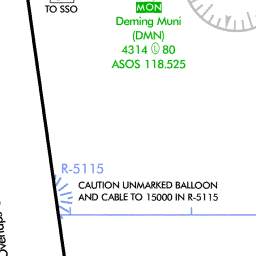 TO SSO
MON
Deming Muni
(DMN)
4314 Ⓛ 80
ASOS 118.525
R-5115
CAUTION UNMARKED BALLOON
AND CABLE TO 15000 IN R-5115